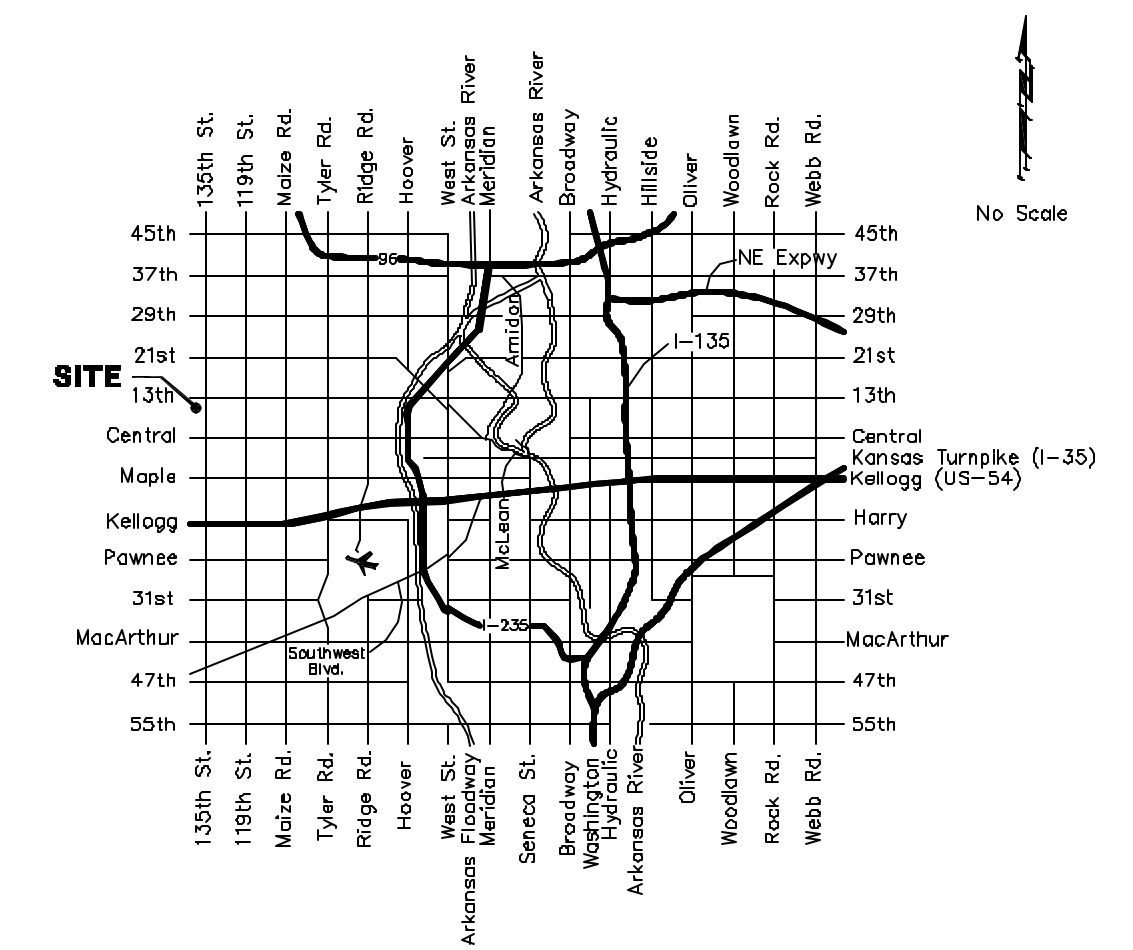 135th St.
119th St.
Maize Rd.
Tyler Rd.
Ridge Rd.
Hoover
West St.
Arkansas River
Meridian
Arkansas River
Broadway
Hydraulic
Hillside
Oliver
Woodlawn
Rock Rd.
Webb Rd.
No Scale
45th
37th
29th
21st
SITE
13th
Central
Maple
Kellogg
Pawnee
31st
MacArthur
47th
55th
96
NE Expwy
Amidon
I-135
McLean
I-235
Southwest
Blvd.
45th
37th
29th
21st
13th
Central
Kansas Turnpike (I-35)
Kellogg (US-54)
Harry
Pawnee
31st
MacArthur
47th
55th
135th St.
119th St.
Maize Rd.
Tyler Rd.
Ridge Rd.
Hoover
West St.
Arkansas Floodway
Meridian
Seneca St.
Broadway
Washington
Hydraulic
Arkansas River
Oliver
Woodlawn
Rock Rd.
Webb Rd.